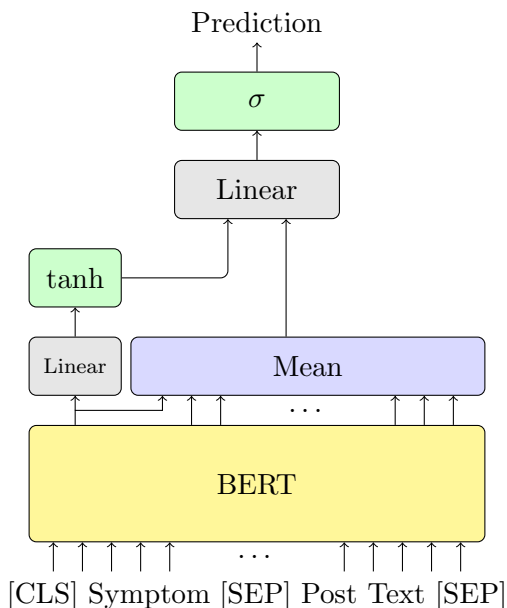 Prediction
σ
Linear
tanh
Linear
Mean
· · ·
BERT
· · ·
[CLS] Symptom [SEP] Post Text [SEP]